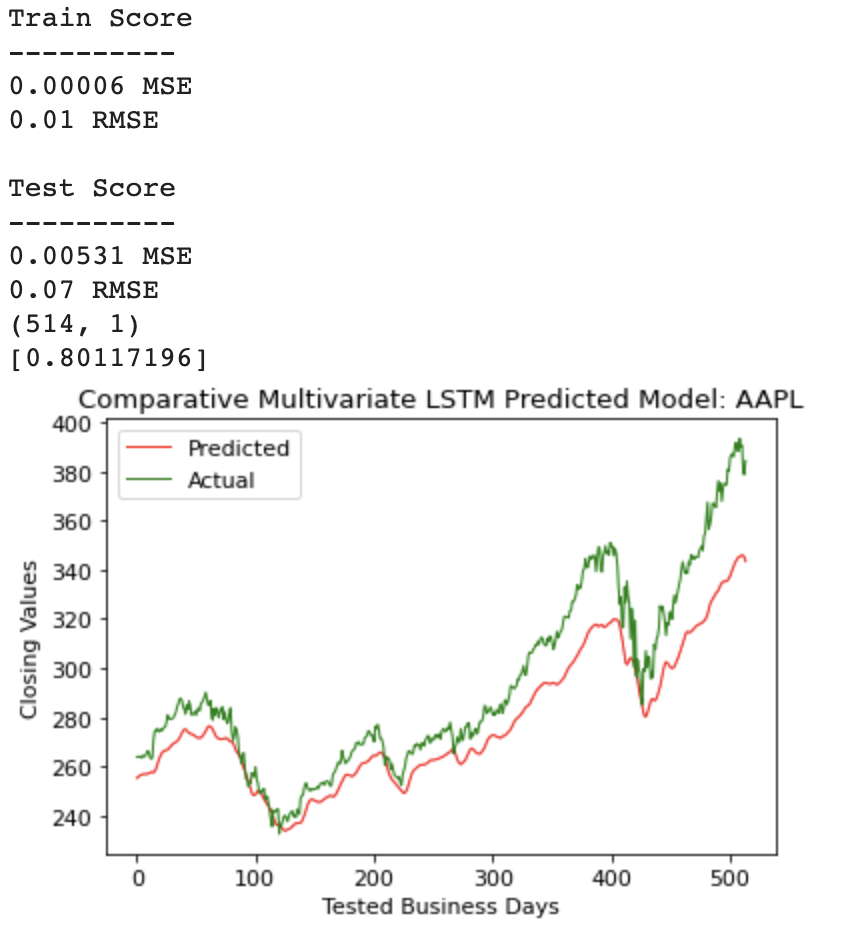 Train Score
----------
0.00006 MSE
0.01 RMSE
Test Score
----------
0.00531 MSE
0.07 RMSE
(514, 1)
[0.80117196]
Comparative Multivariate LSTM Predicted Model: AAPL
400
380
360
340
320
300
280
260
240
Predicted
Actual
Closing Values
0 100 200 300 400 500
Tested Business Days